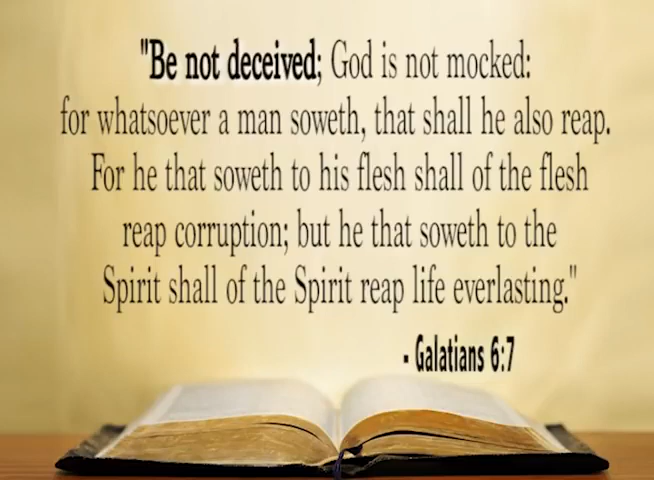 "Be not deceived; God is not mocked:
for whatsoever a man soweth, that shall he also reap.
For he that soweth to his flesh shall of the flesh
reap corruption; but he that soweth to the
Spirit shall of the Spirit reap life everlasting."
- Galatians 6:7